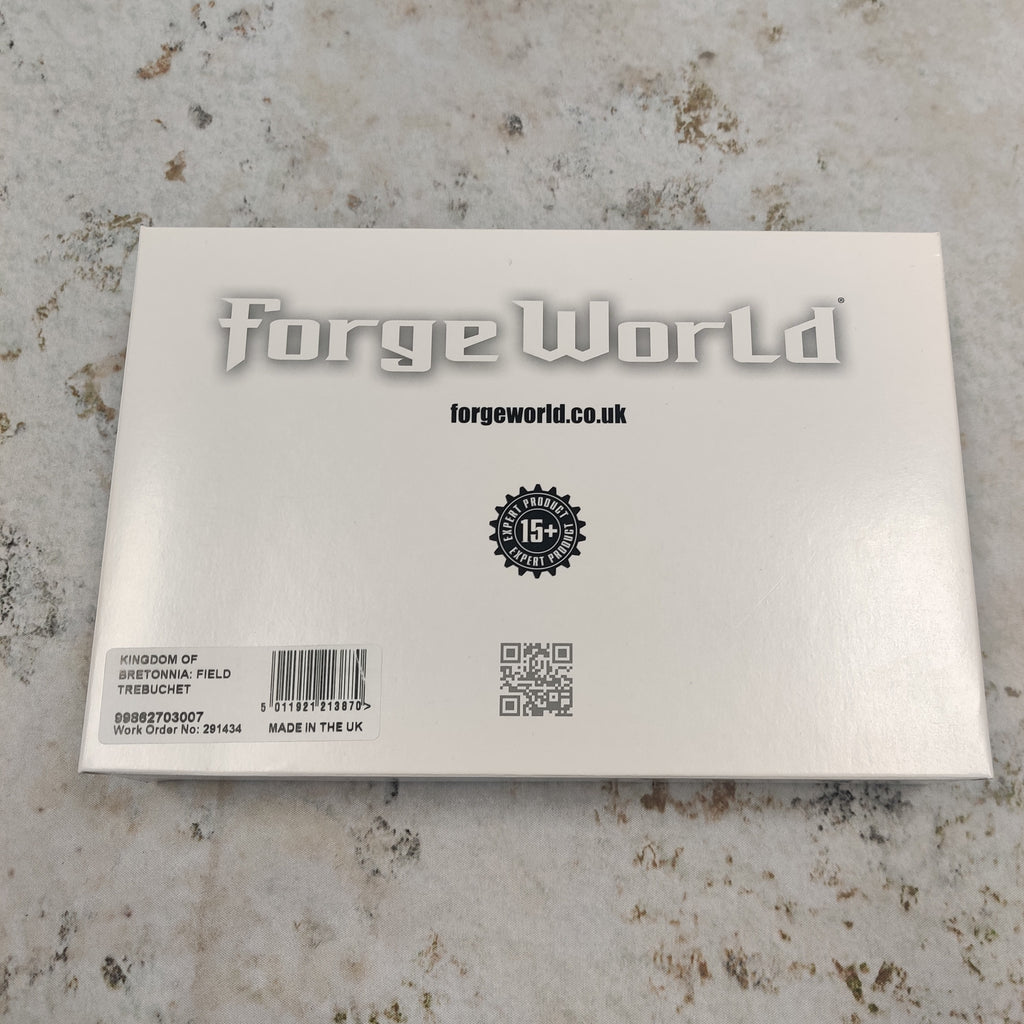 Forge World®
forgeworld.co.uk
EXPERT PRODUCT
15+
EXPERT PRODUCT
KINGDOM OF
BRETONNIA: FIELD
TREBUCHET
99862703007
Work Order No: 291434
5 011921 213870>
MADE IN THE UK